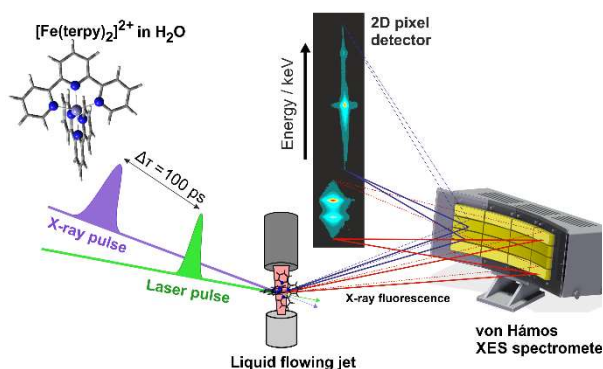 [Fe(terpy)2]2+ in H2O
2D pixel
detector
Energy / keV
Δτ =100 ps
X-ray pulse
Laser pulse
X-ray fluorescence
Liquid flowing jet
von Hámos
XES spectromete